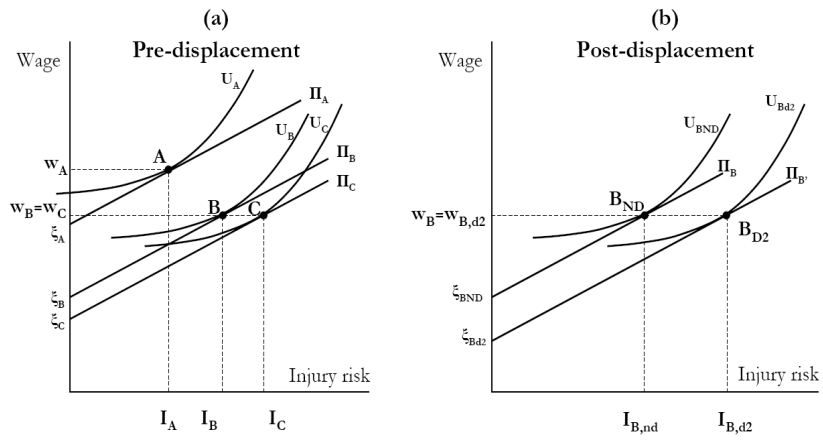 (a)
Pre-displacement
Wage
U_A
Π_A
U_B
U_C
Π_B
Π_C
A
w_A
w_B=w_C
B
C
ξ_A
ξ_B
ξ_C
Injury risk
I_A
I_B
I_C
(b)
Post-displacement
Wage
U_BND
U_Bd2
Π_B
Π_B'
B_ND
w_B=w_B,d2
B_D2
ξ_BND
ξ_Bd2
Injury risk
I_B,nd
I_B,d2